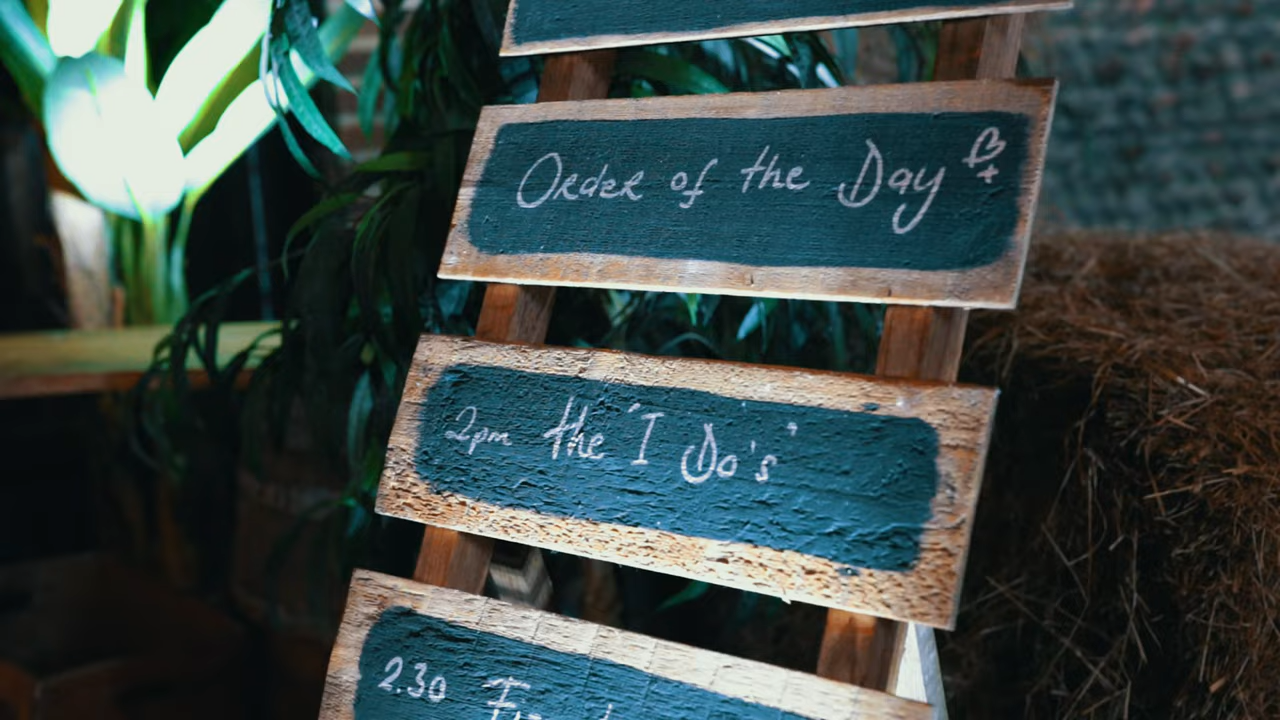 Order of the Day
2pm the "I Do's"
2.30